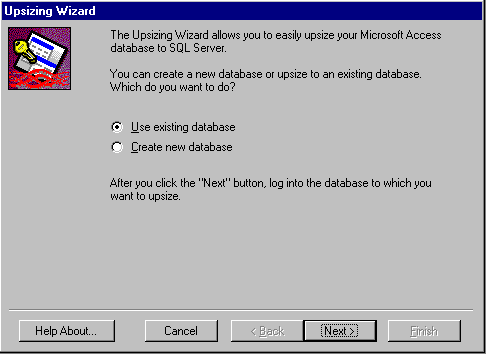 Upsizing Wizard
The Upsizing Wizard allows you to easily upsize your Microsoft Access
database to SQL Server.
You can create a new database or upsize to an existing database.
Which do you want to do?
Use existing database
Create new database
After you click the "Next" button, log into the database to which you
want to upsize.
Help About...
Cancel
< Back
Next >
Finish